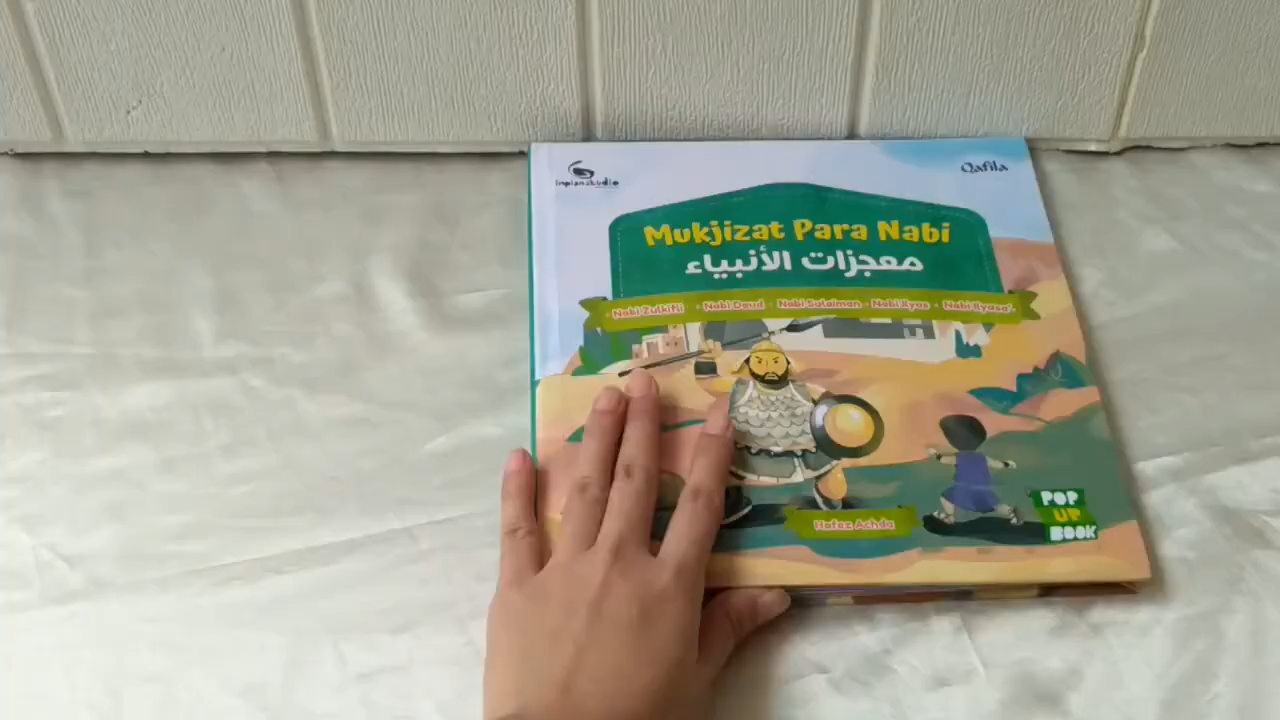 Impianstudio
Qafila
Mukjizat Para Nabi
معجزات الأنبياء
• Nabi Zulkifli • Nabi Daud • Nabi Sulaiman • Nabi Ilyas • Nabi Ilyasa'.
Hafez Achda
POP
UP
BOOK